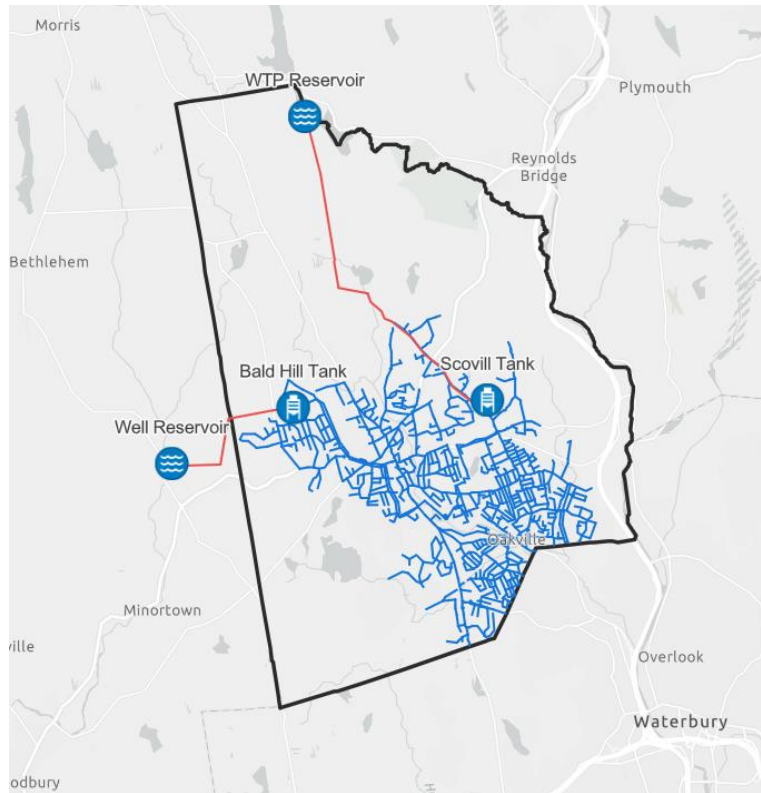 Morris
WTP Reservoir
Plymouth
Reynolds
Bridge
Bethlehem
Bald Hill Tank
Scovill Tank
Well Reservoir
Oakville
Minortown
ville
Overlook
Waterbury
oodbury